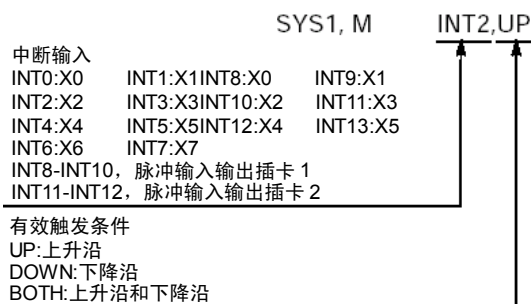 SYS1, M INT2,UP
中断输入
INT0:X0 INT1:X1INT8:X0 INT9:X1
INT2:X2 INT3:X3INT10:X2 INT11:X3
INT4:X4 INT5:X5INT12:X4 INT13:X5
INT6:X6 INT7:X7
INT8-INT10，脉冲输入输出插卡 1
INT11-INT12，脉冲输入输出插卡 2
有效触发条件
UP:上升沿
DOWN:下降沿
BOTH:上升沿和下降沿